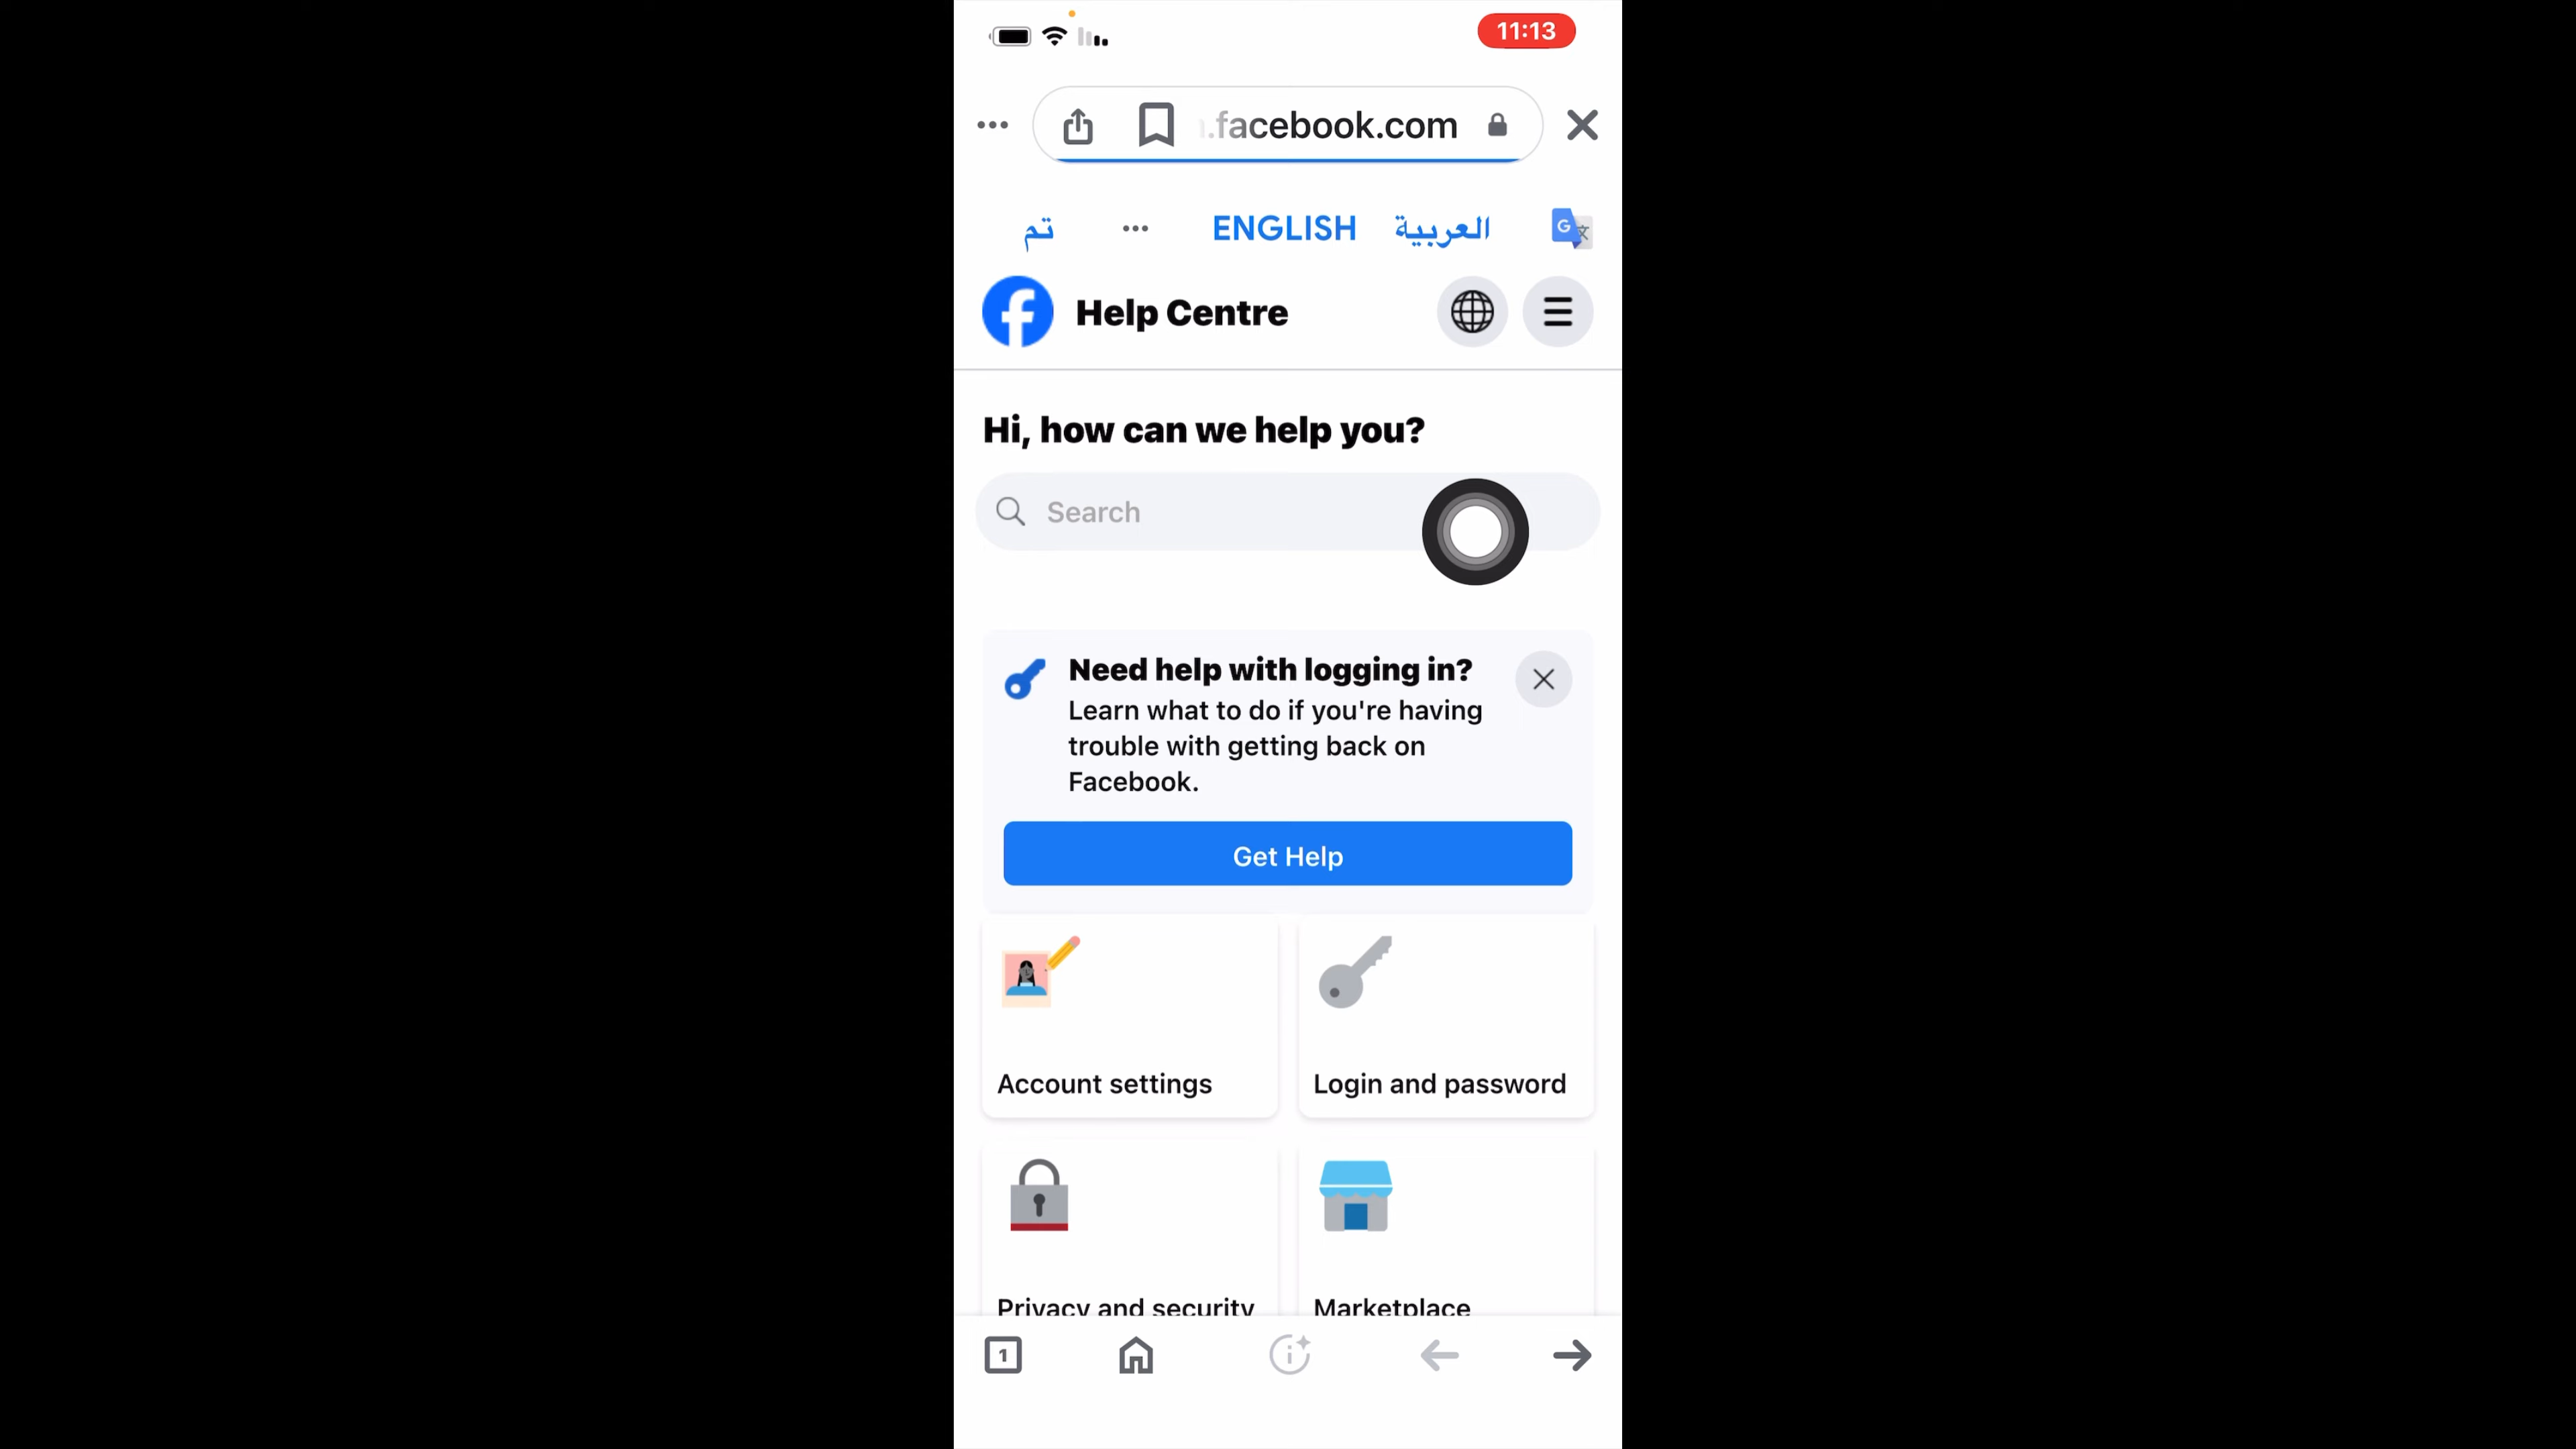 11:13
.facebook.com
تم ... ENGLISH العربية
Help Centre
Hi, how can we help you?
Search
Need help with logging in?
Learn what to do if you're having
trouble with getting back on
Facebook.
Get Help
Account settings
Login and password
Privacy and security
Marketplace
1